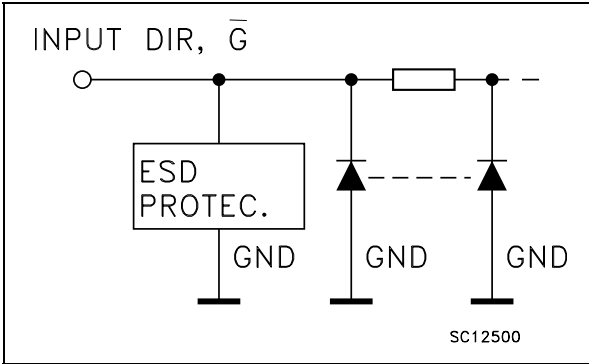 INPUT DIR, G̅
ESD
PROTEC.
GND
GND
GND
SC12500